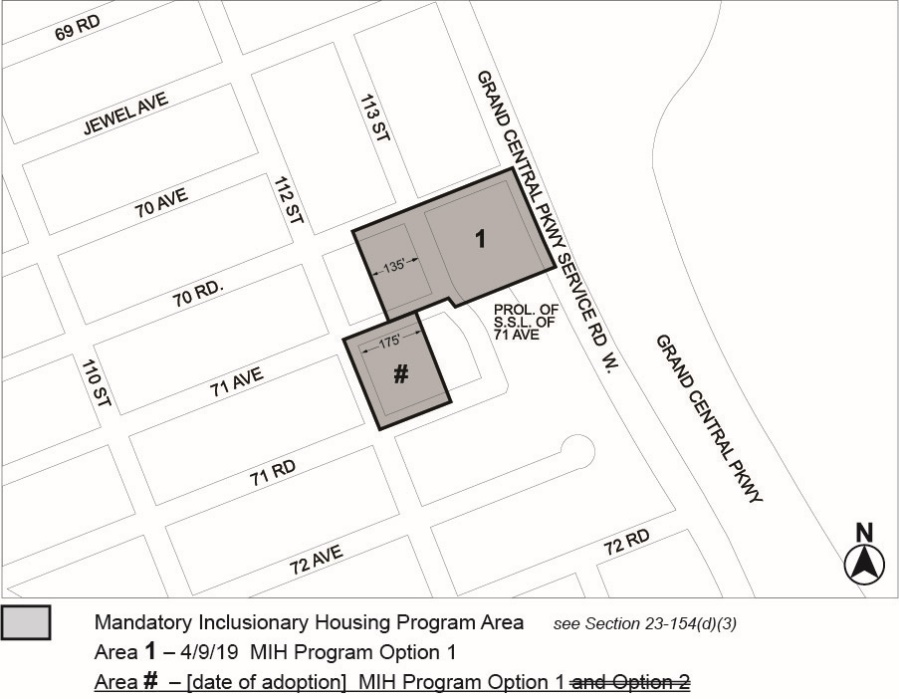 69 RD
JEWEL AVE
113 ST
GRAND CENTRAL PKWY SERVICE RD W.
70 AVE
112 ST
1
135'
70 RD.
PROL. OF
S.S.L. OF
71 AVE
175'
#
GRAND CENTRAL PKWY
110 ST
71 AVE
71 RD
72 AVE
72 RD
N
Mandatory Inclusionary Housing Program Area see Section 23-154(d)(3)
Area 1 – 4/9/19 MIH Program Option 1
Area # – [date of adoption] MIH Program Option 1 and Option 2